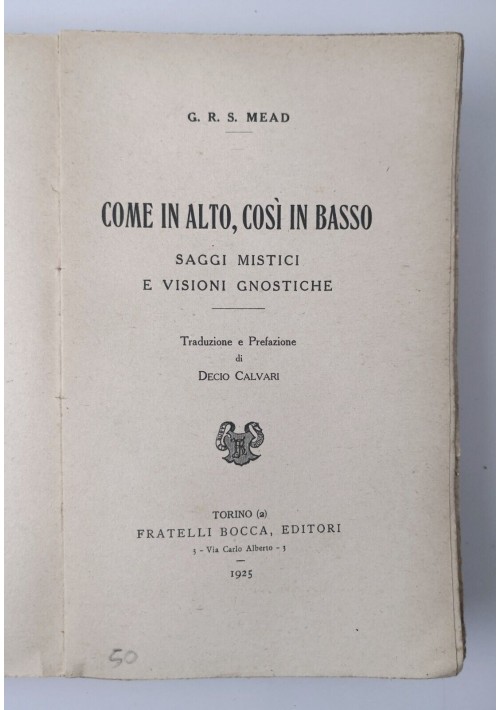 G. R. S. MEAD
COME IN ALTO, COSÌ IN BASSO
SAGGI MISTICI
E VISIONI GNOSTICHE
Traduzione e Prefazione
di
DECIO CALVARI
TORINO (2)
FRATELLI BOCCA, EDITORI
3 - Via Carlo Alberto - 3
1925
50